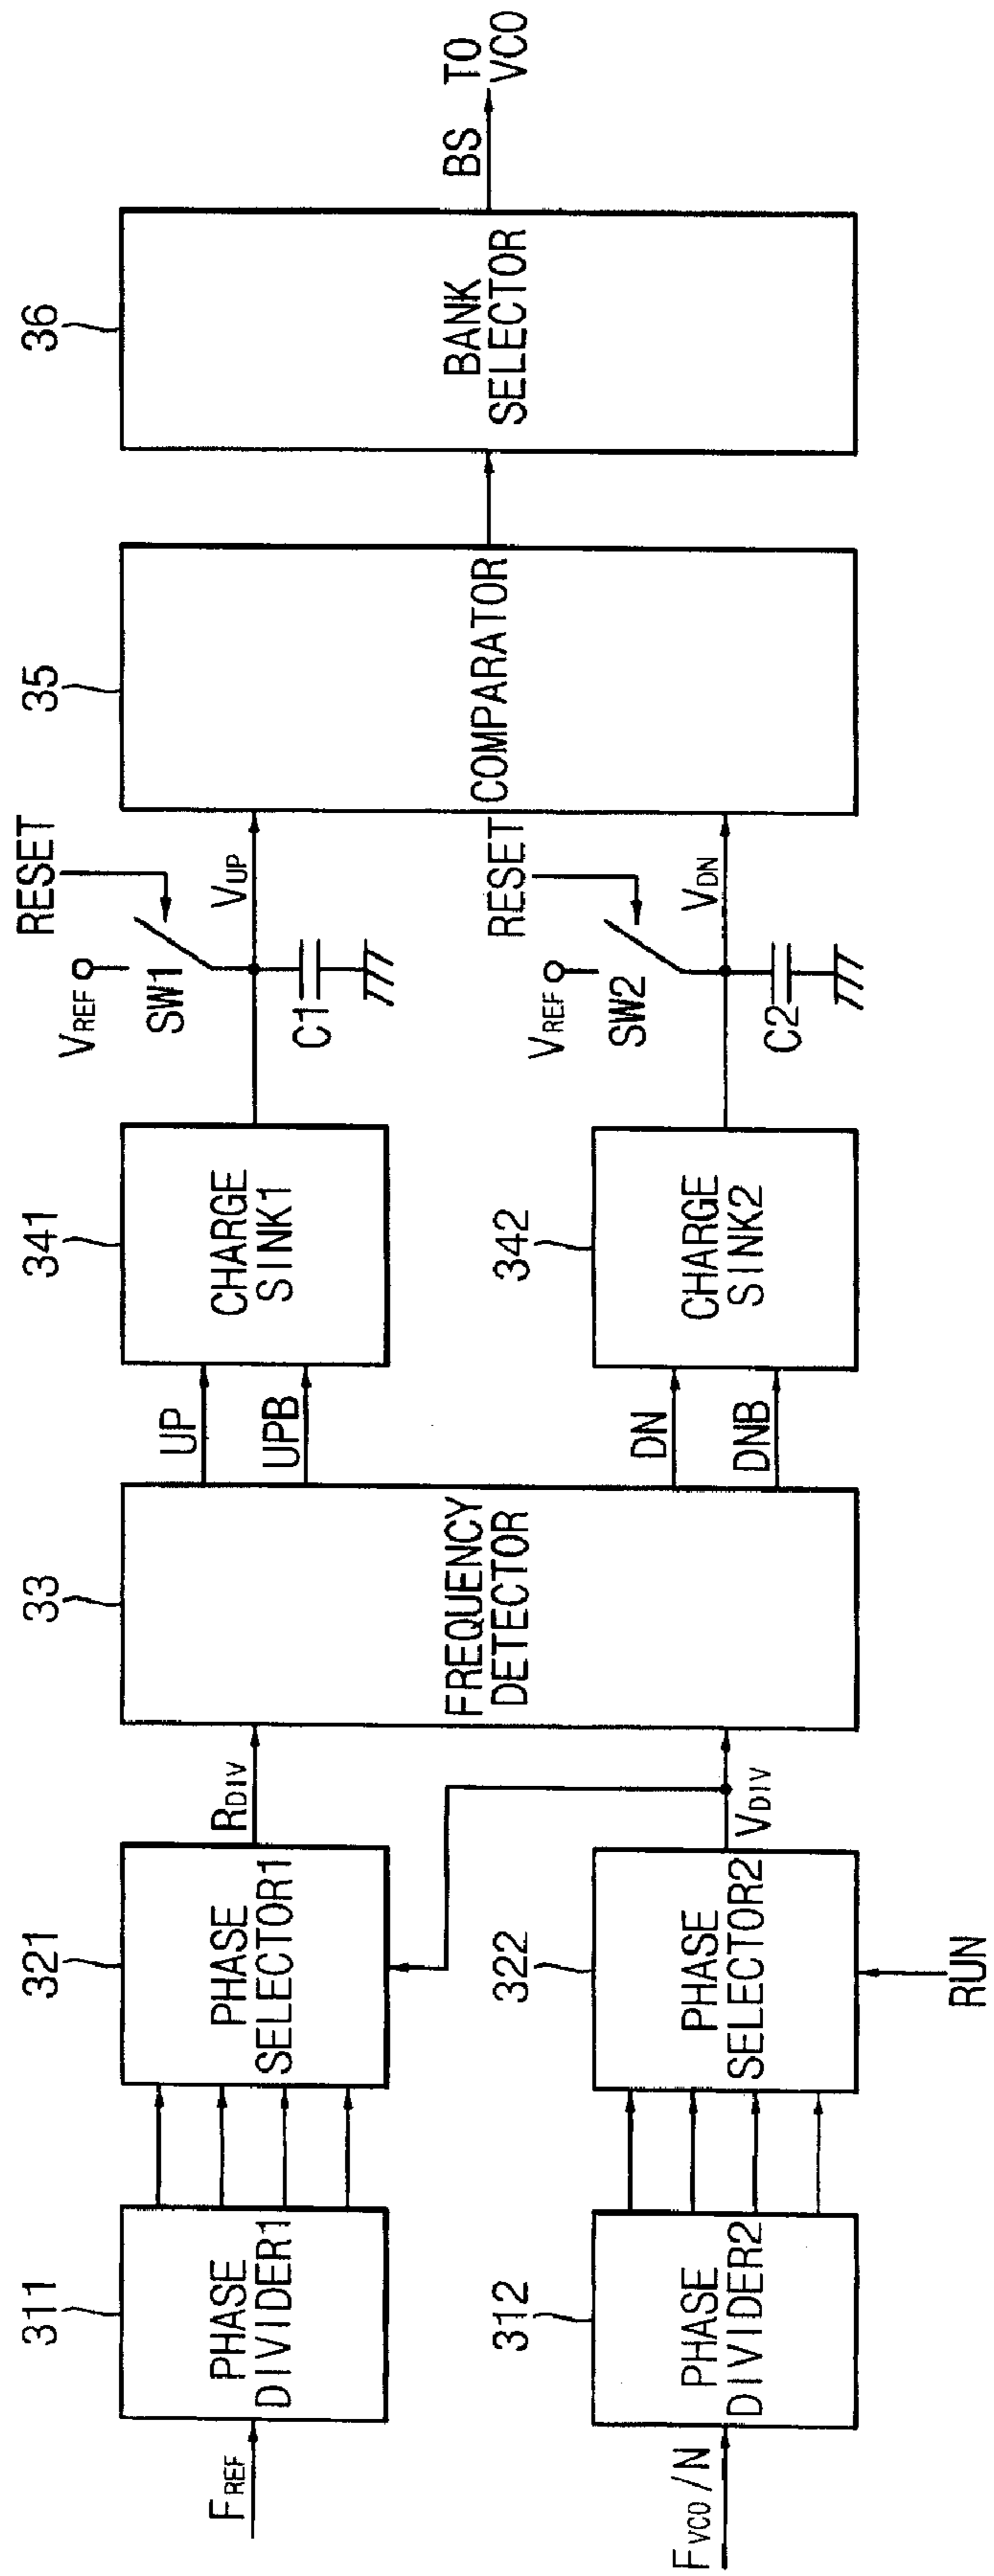 311
PHASE
DIVIDER1
FREF
321
PHASE
SELECTOR1
RDIV
33
FREQUENCY
DETECTOR
UP
UPB
341
CHARGE
SINK1
VREF
SW1
C1
RESET
VUP
35
COMPARATOR
36
BANK
SELECTOR
BS
TO
VCO
312
PHASE
DIVIDER2
FVCO/N
322
PHASE
SELECTOR2
VDIV
RUN
DN
DNB
342
CHARGE
SINK2
VREF
SW2
C2
RESET
VDN